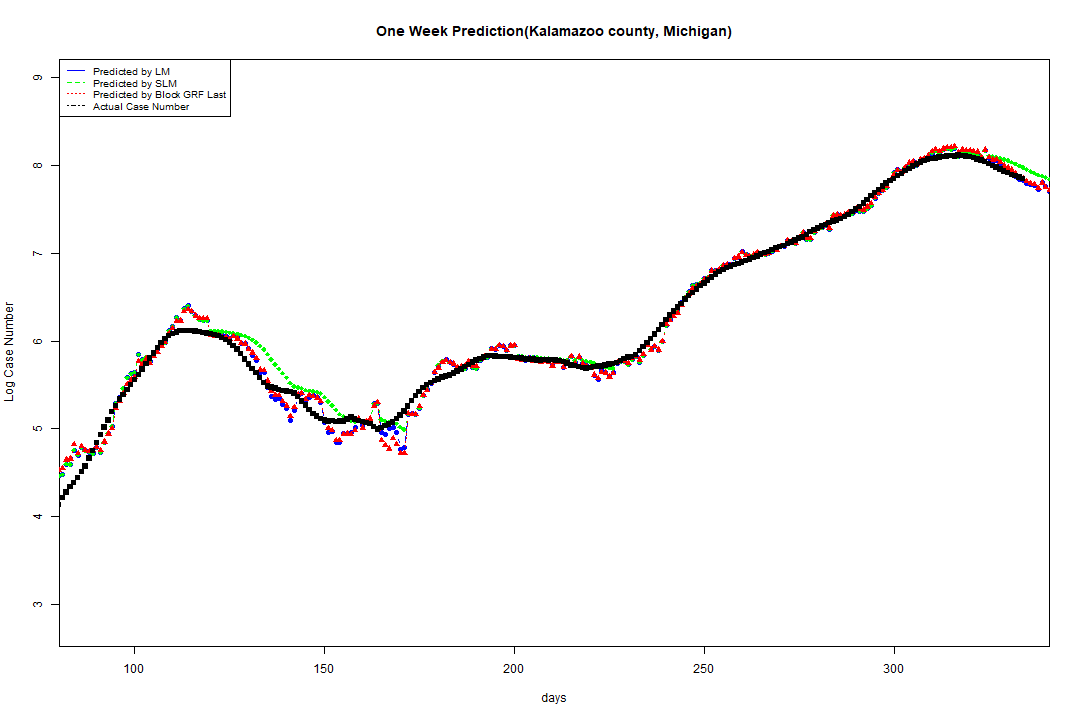 One Week Prediction(Kalamazoo county, Michigan)
Predicted by LM
Predicted by SLM
Predicted by Block GRF Last
Actual Case Number
9
8
7
6
5
4
3
Log Case Number
100 150 200 250 300
days